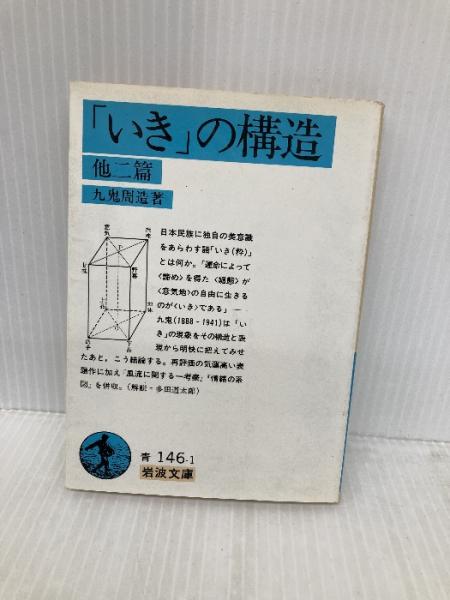 「いき」の構造
他二篇
九鬼周造著
日本民族に独自の美意識
をあらわす語「いき(粋)」
とは何か。「運命によって
〈諦め〉を得た〈媚態〉が
〈意気地〉の自由に生きる
のが〈いき〉である」―
九鬼(1888-1941)は「い
き」の現象をその構造と表
現から明快に把えてみせ
たあと、こう結論する。再評価の気運高い表
題作に加え『風流に関する一考察』『情緒の系
図』を併収。(解説=多田道太郎)
意気
渋味
野暮
青 146-1
岩波文庫